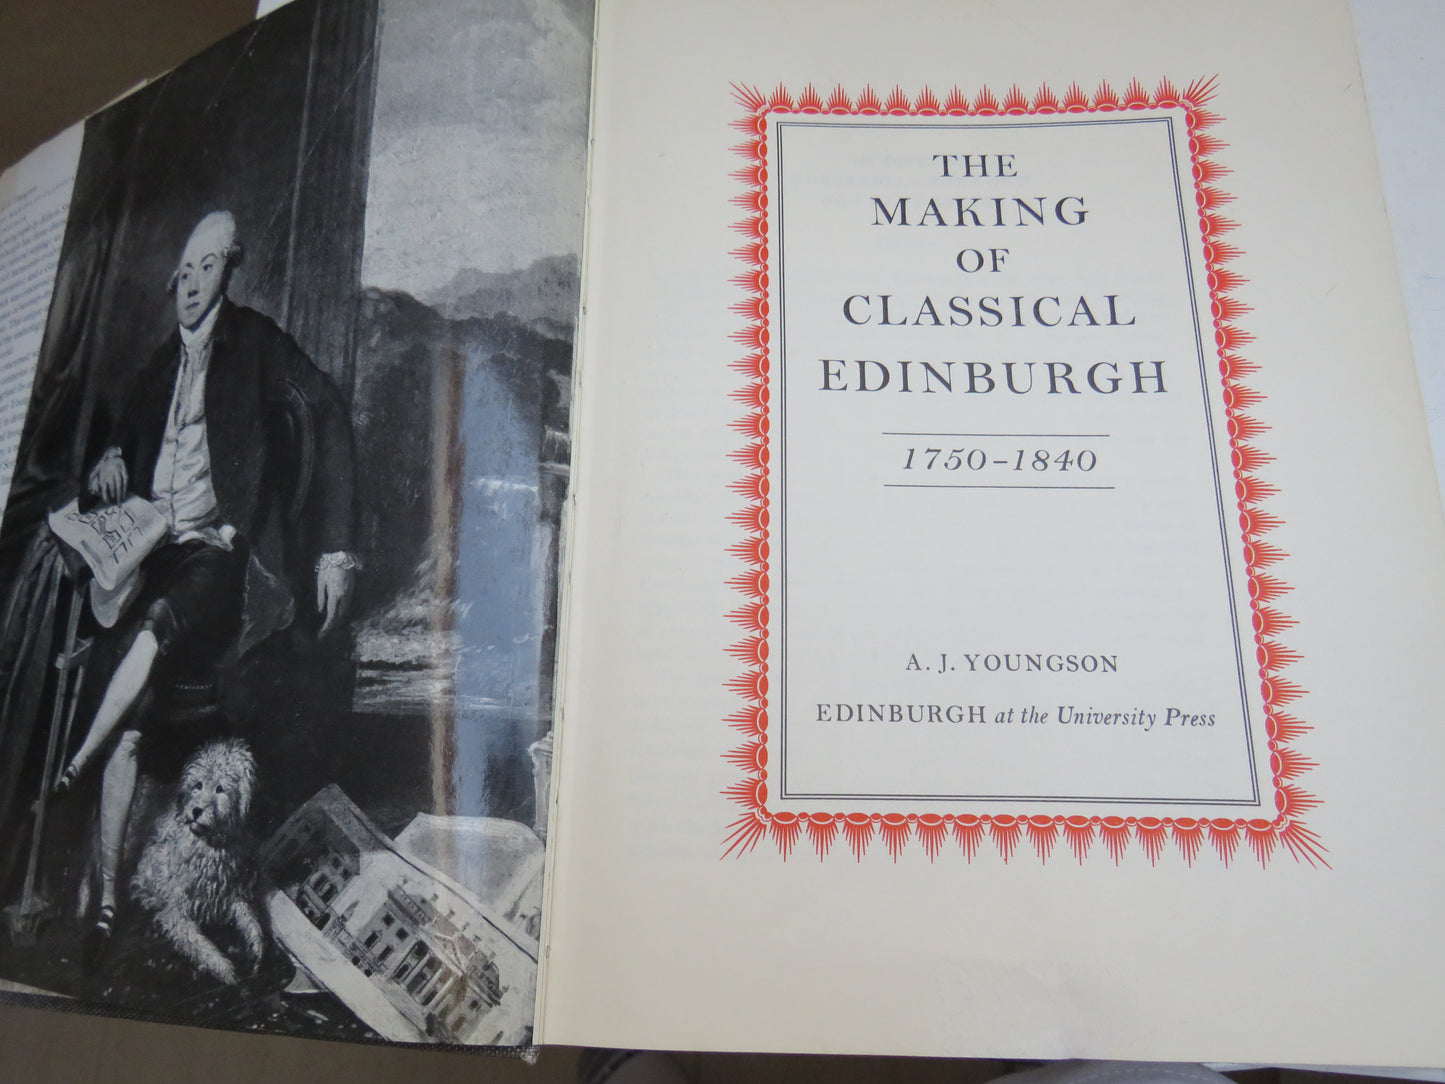 THE
MAKING
OF
CLASSICAL
EDINBURGH
1750–1840
A. J. YOUNGSON
EDINBURGH at the University Press